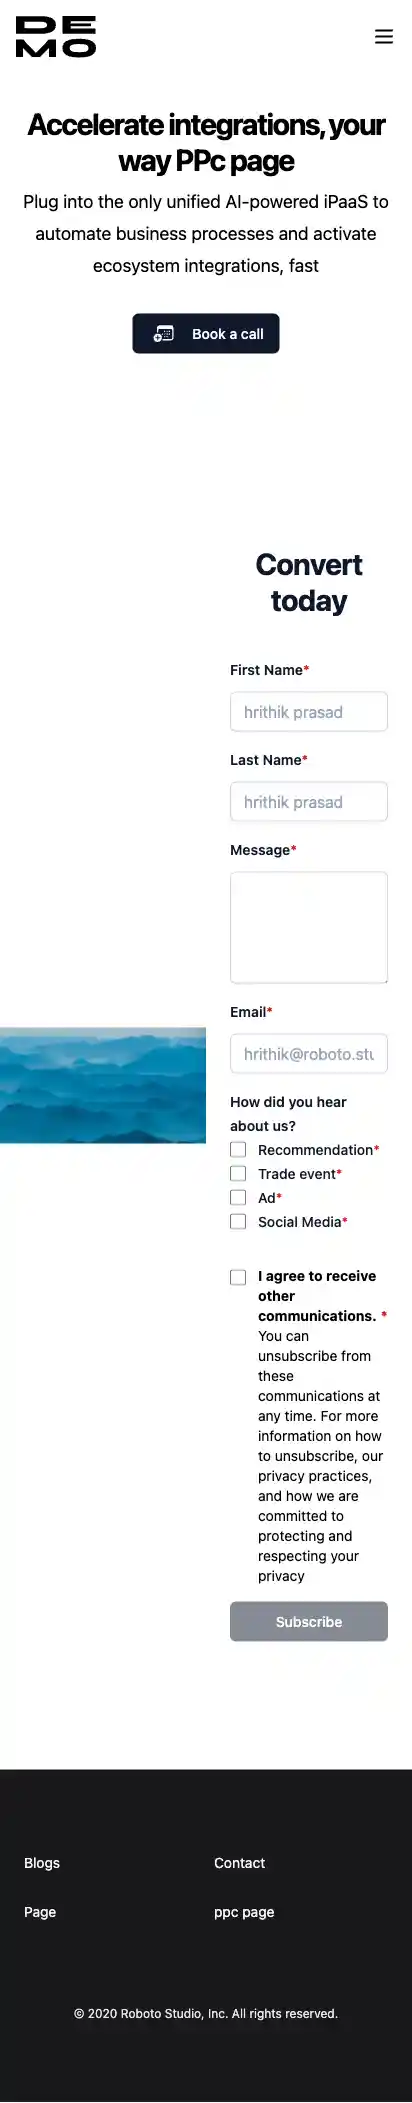 DEMO
Accelerate integrations, your
way PPc page
Plug into the only unified AI-powered iPaaS to
automate business processes and activate
ecosystem integrations, fast
Book a call
Convert
today
First Name*
hrithik prasad
Last Name*
hrithik prasad
Message*
Email*
hrithik@roboto.stu
How did you hear
about us?
Recommendation*
Trade event*
Ad*
Social Media*
I agree to receive
other
communications. *
You can
unsubscribe from
these
communications at
any time. For more
information on how
to unsubscribe, our
privacy practices,
and how we are
committed to
protecting and
respecting your
privacy
Subscribe
Blogs
Contact
Page
ppc page
© 2020 Roboto Studio, Inc. All rights reserved.